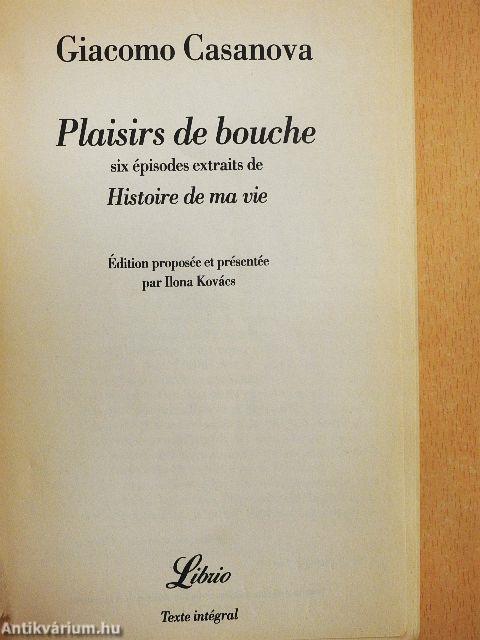 Giacomo Casanova
Plaisirs de bouche
six épisodes extraits de
Histoire de ma vie
Édition proposée et présentée
par Ilona Kovács
Librio
Texte intégral
Antikvárium.hu